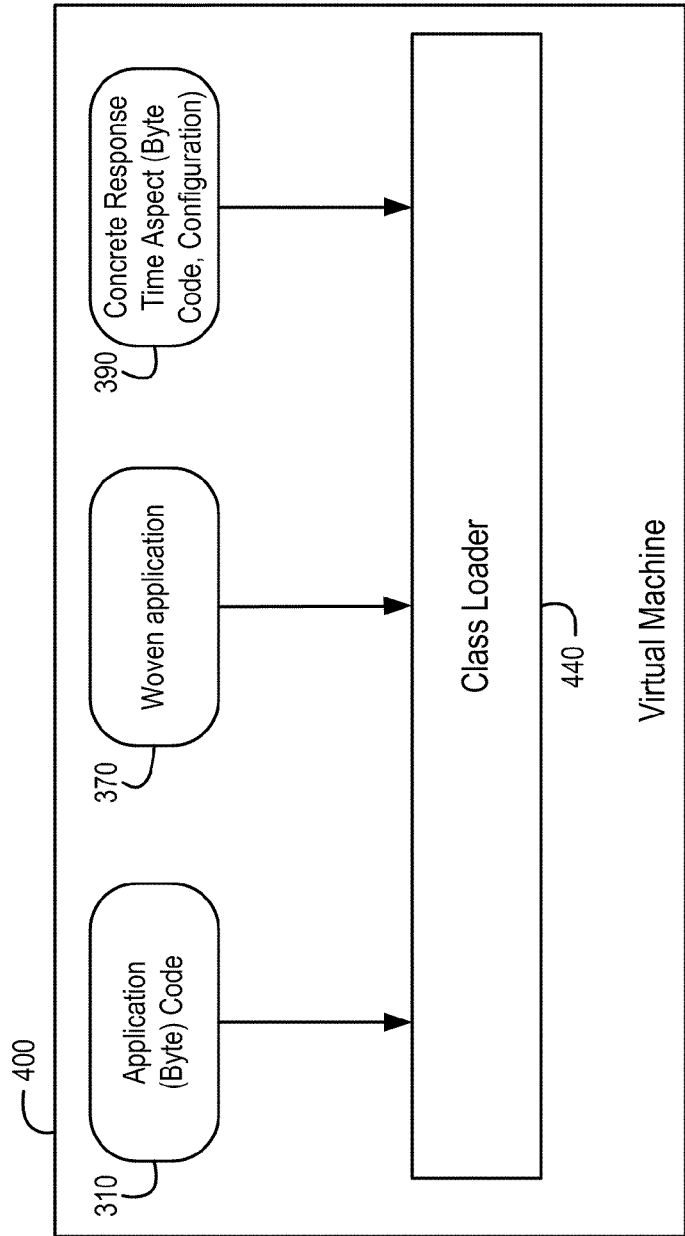 400
310
Application
(Byte) Code
370
Woven application
390
Concrete Response
Time Aspect (Byte
Code, Configuration)
Class Loader
440
Virtual Machine